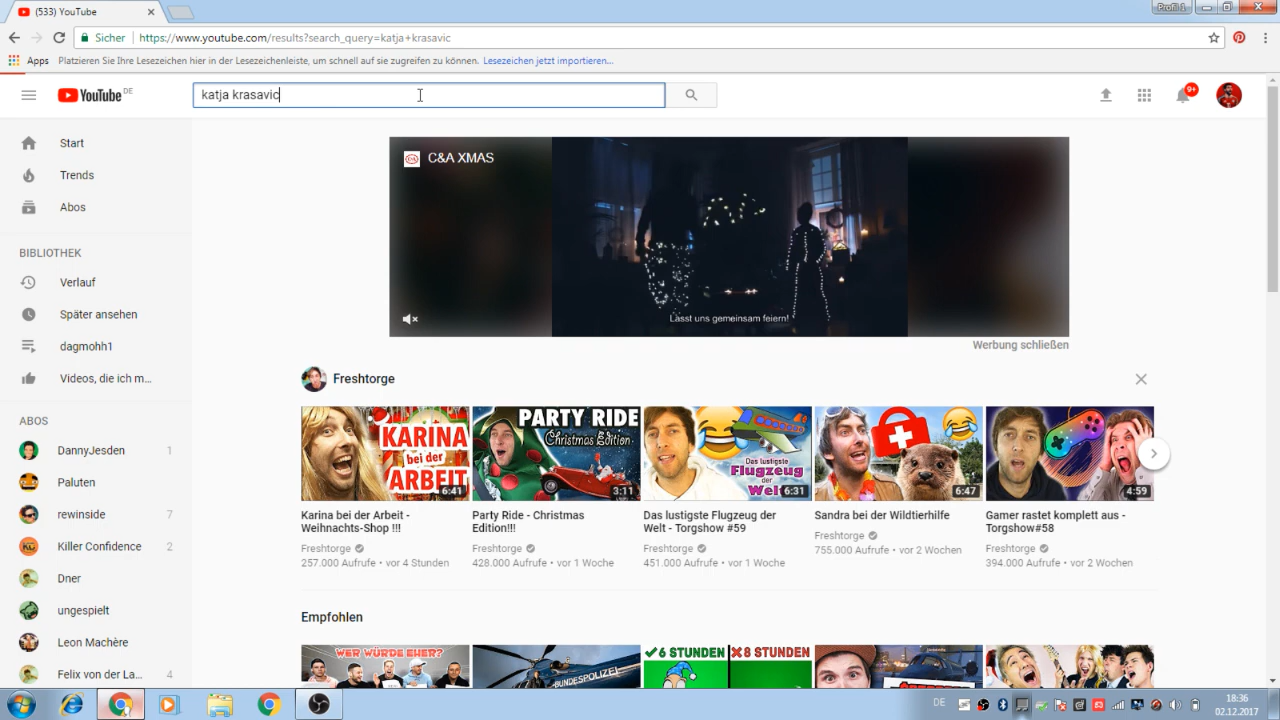 (533) YouTube
Profil 1
Sicher
https://www.youtube.com/results?search_query=katja+krasavic
Apps
Platzieren Sie Ihre Lesezeichen hier in der Lesezeichenleiste, um schnell auf sie zugreifen zu können. Lesezeichen jetzt importieren...
YouTube DE
katja krasavic
9+
Start
Trends
Abos
BIBLIOTHEK
Verlauf
Später ansehen
dagmohh1
Videos, die ich m...
ABOS
DannyJesden 1
Paluten
rewinside 7
Killer Confidence 2
Dner
ungespielt
Leon Machère
Felix von der La... 4
C&A XMAS
Lasst uns gemeinsam feiern!
Werbung schließen
Freshtorge
KARINA
bei der
ARBEIT
6:41
Karina bei der Arbeit -
Weihnachts-Shop !!!
Freshtorge
257.000 Aufrufe • vor 4 Stunden
PARTY RIDE
Christmas Edition
3:11
Party Ride - Christmas
Edition!!!
Freshtorge
428.000 Aufrufe • vor 1 Woche
Das lustigste
Flugzeug
der
Welt
6:31
Das lustigste Flugzeug der
Welt - Torgshow #59
Freshtorge
451.000 Aufrufe • vor 1 Woche
6:47
Sandra bei der Wildtierhilfe
Freshtorge
755.000 Aufrufe • vor 2 Wochen
4:59
Gamer rastet komplett aus -
Torgshow#58
Freshtorge
394.000 Aufrufe • vor 2 Wochen
Empfohlen
WER WÜRDE EHER?
BUNDESPOLIZEI
6 STUNDEN
8 STUNDEN
DE
18:36
02.12.2017